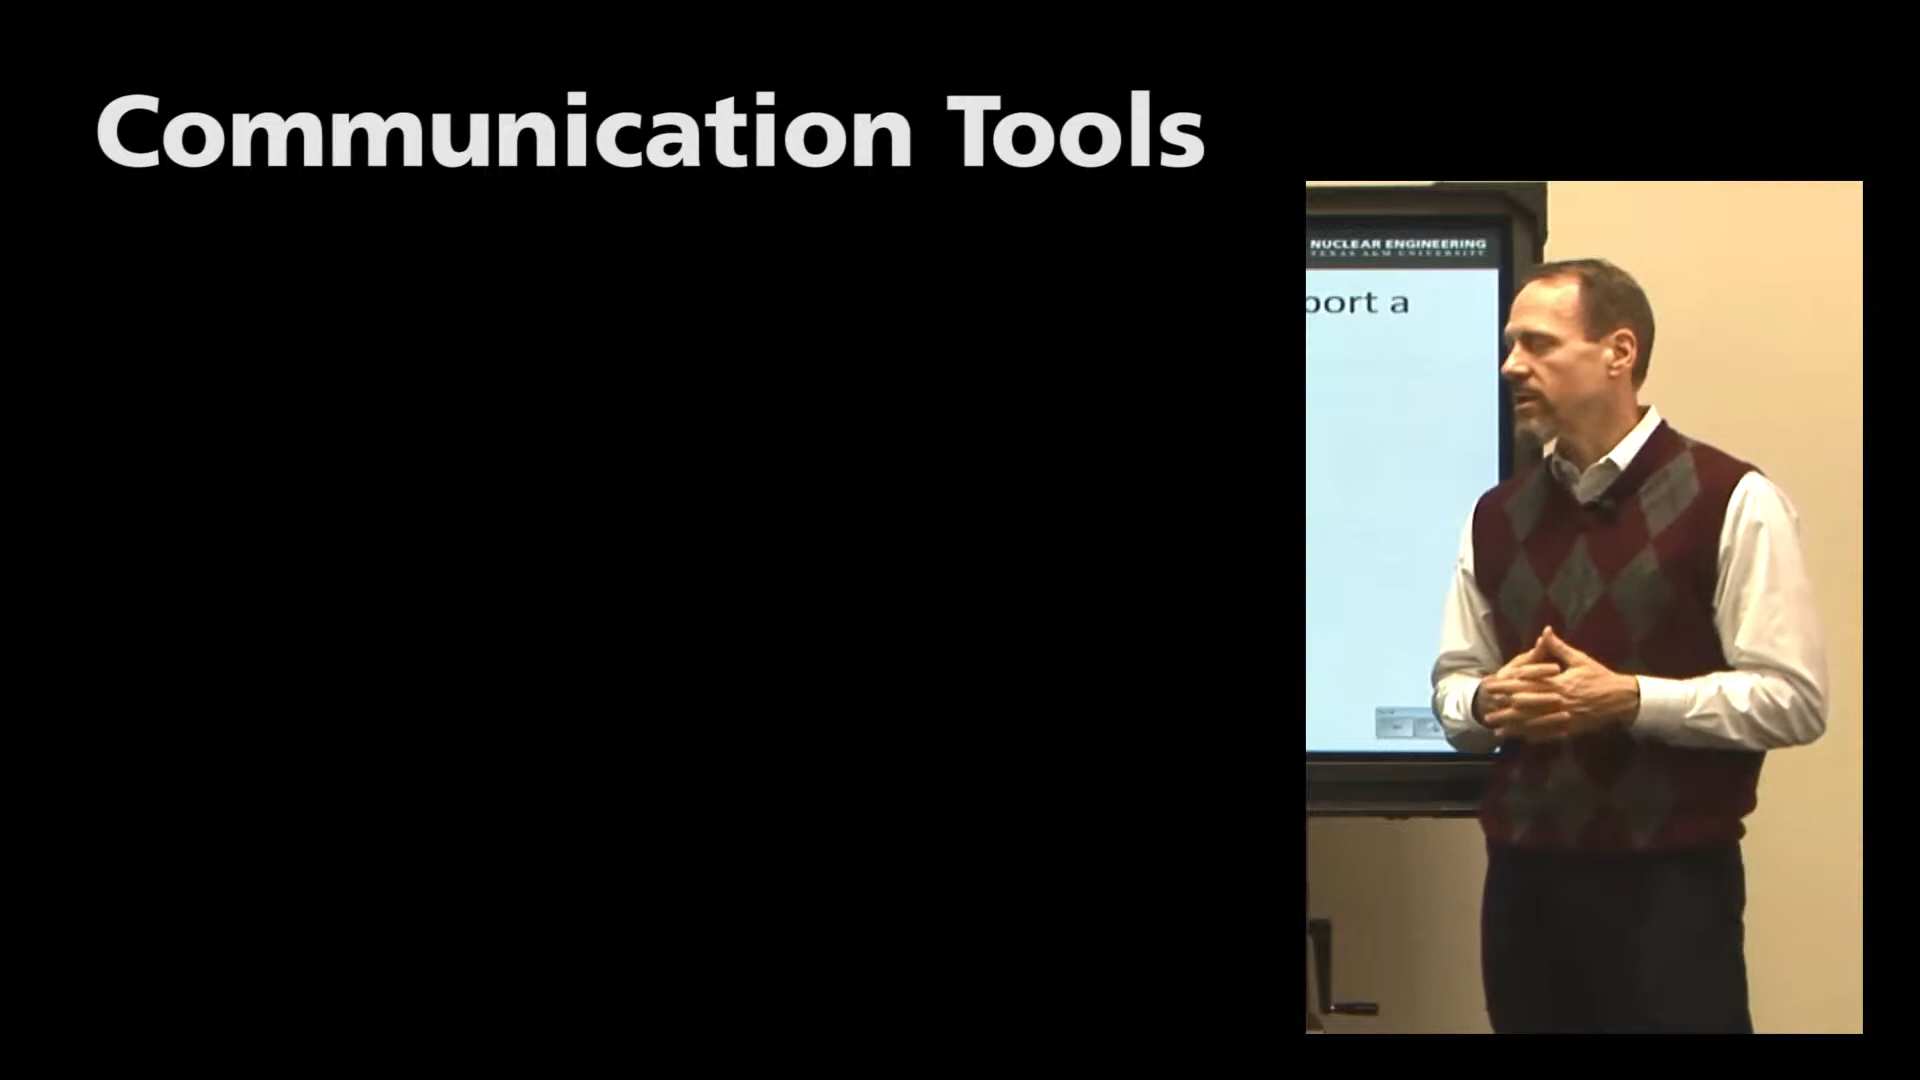 Communication Tools
NUCLEAR ENGINEERING
TEXAS A&M UNIVERSITY
port a